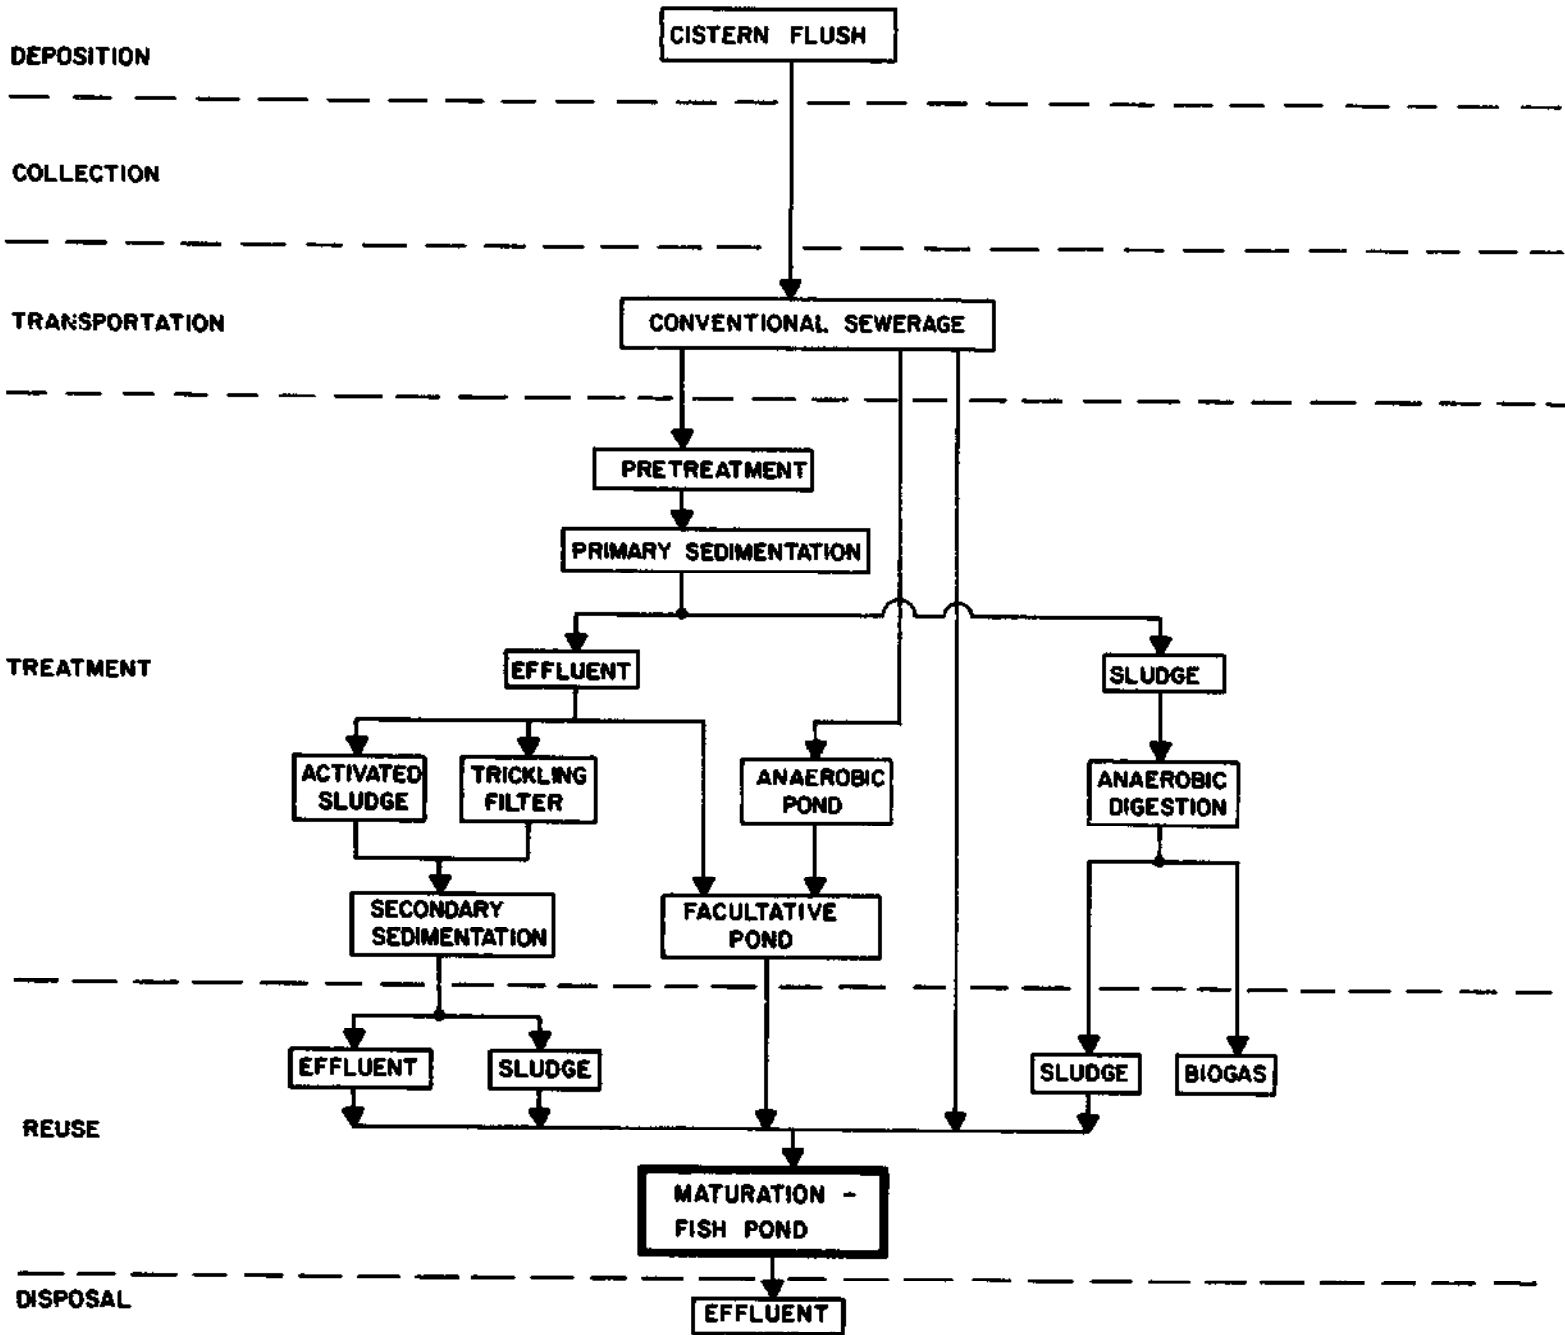 CISTERN FLUSH
DEPOSITION
COLLECTION
TRANSPORTATION
CONVENTIONAL SEWERAGE
PRETREATMENT
PRIMARY SEDIMENTATION
TREATMENT
EFFLUENT
SLUDGE
ACTIVATED
SLUDGE
TRICKLING
FILTER
ANAEROBIC
POND
ANAEROBIC
DIGESTION
SECONDARY
SEDIMENTATION
FACULTATIVE
POND
EFFLUENT
SLUDGE
SLUDGE
BIOGAS
REUSE
MATURATION -
FISH POND
DISPOSAL
EFFLUENT